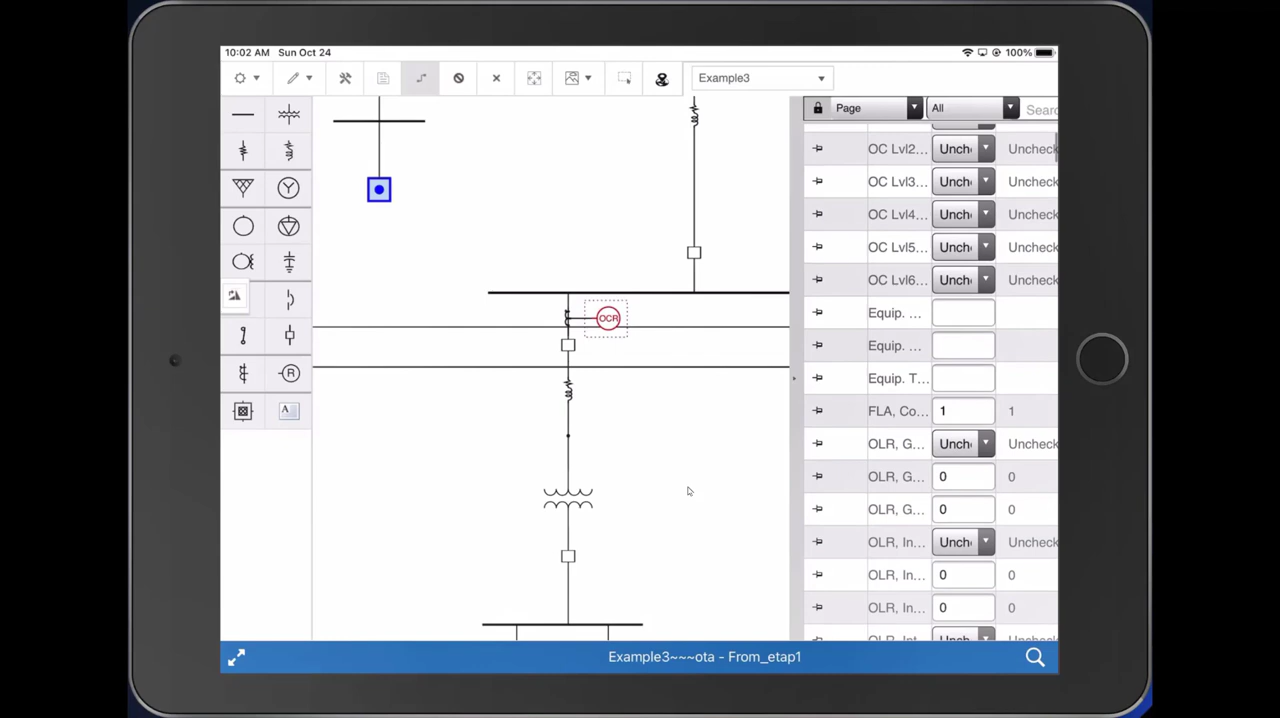 10:02 AM Sun Oct 24 100%
Example3
Page All Searc
OC Lvl2... Unch Uncheck
OC Lvl3... Unch Uncheck
OC Lvl4... Unch Uncheck
OC Lvl5... Unch Uncheck
OC Lvl6... Unch Uncheck
Equip. ...
Equip. ...
Equip. T...
FLA, Co... 1 1
OLR, G... Unch Uncheck
OLR, G... 0 0
OLR, G... 0 0
OLR, In... Unch Uncheck
OLR, In... 0 0
OLR, In... 0 0
OCR
Y
R
A
Example3~~~ota - From_etap1